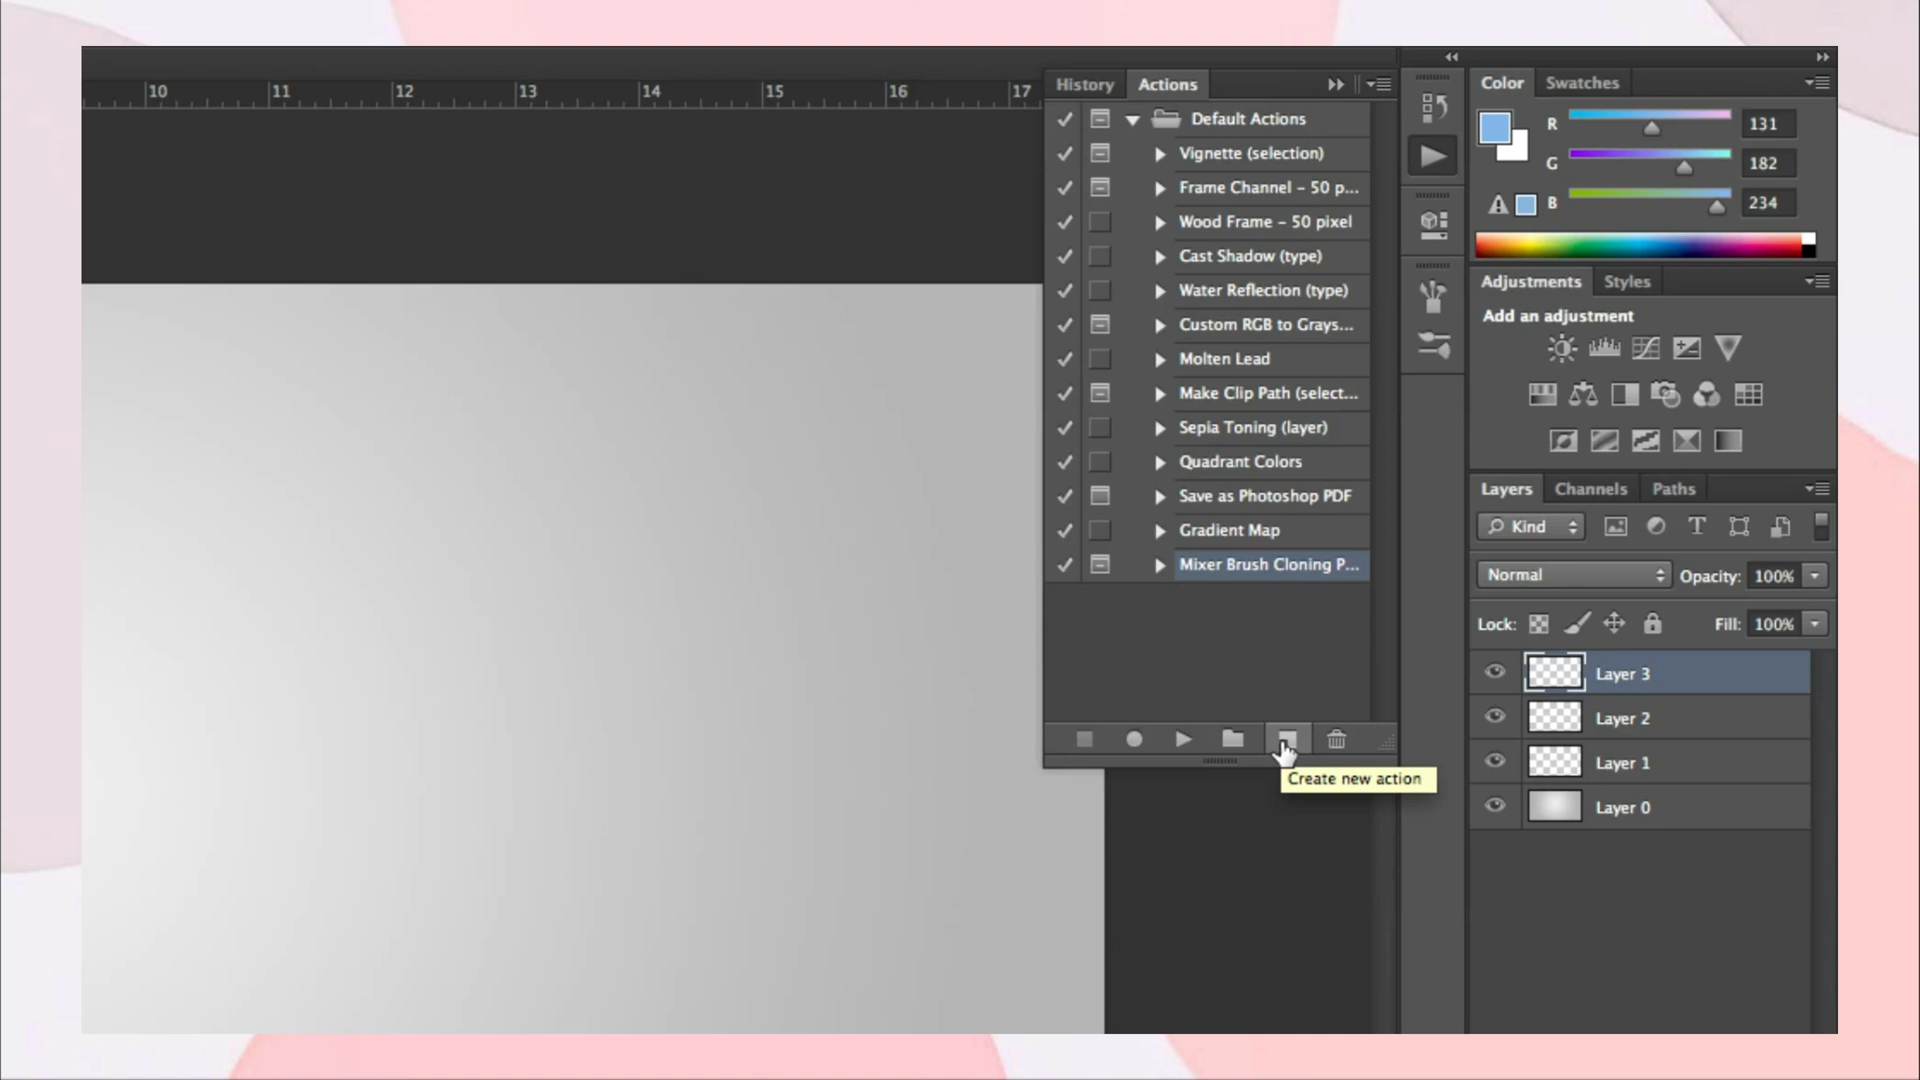 10 11 12 13 14 15 16 17
History Actions
Default Actions
Vignette (selection)
Frame Channel – 50 p...
Wood Frame – 50 pixel
Cast Shadow (type)
Water Reflection (type)
Custom RGB to Grays...
Molten Lead
Make Clip Path (select...
Sepia Toning (layer)
Quadrant Colors
Save as Photoshop PDF
Gradient Map
Mixer Brush Cloning P...
Create new action
Color Swatches
R 131
G 182
B 234
Adjustments Styles
Add an adjustment
Layers Channels Paths
Kind T
Normal Opacity: 100%
Lock: Fill: 100%
Layer 3
Layer 2
Layer 1
Layer 0